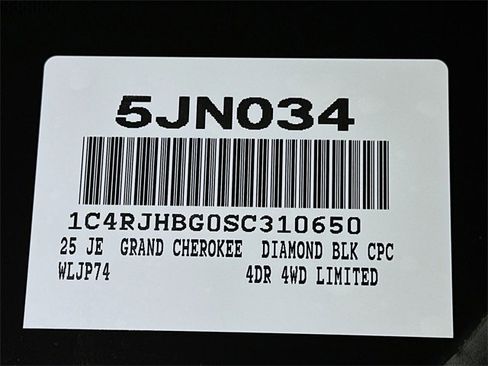 5JN034
1C4RJHBG0SC310650
25 JE GRAND CHEROKEE DIAMOND BLK CPC
WLJP74 4DR 4WD LIMITED